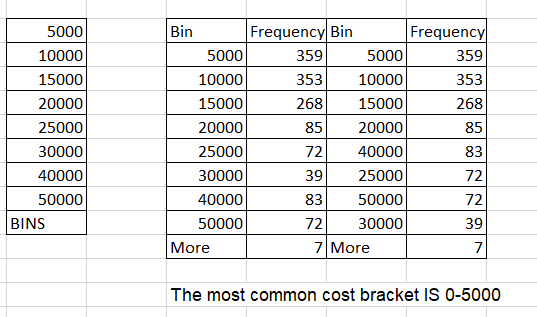 5000 Bin Frequency Bin Frequency
10000 5000 359 5000 359
15000 10000 353 10000 353
20000 15000 268 15000 268
25000 20000 85 20000 85
30000 25000 72 40000 83
40000 30000 39 25000 72
50000 40000 83 50000 72
BINS 50000 72 30000 39
More 7 More 7
The most common cost bracket IS 0-5000